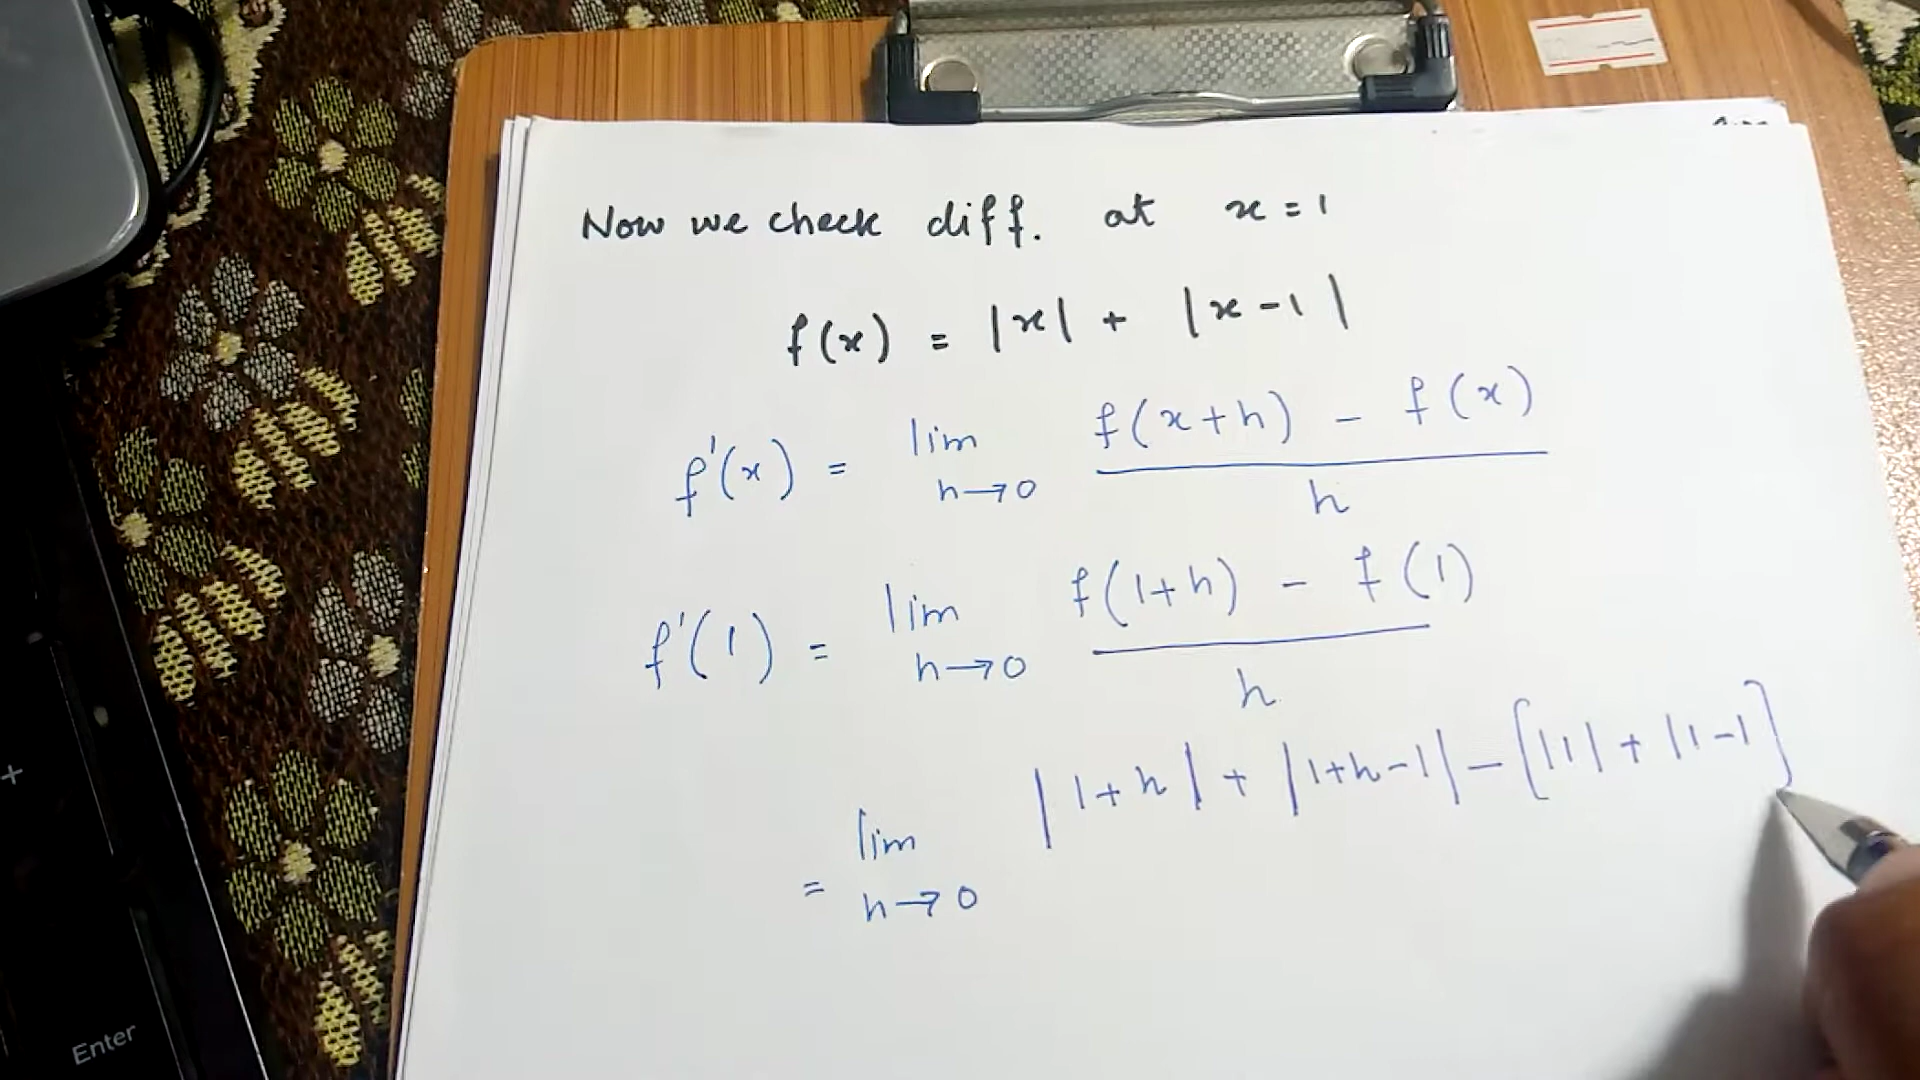 Now we check diff. at x = 1
f(x) = |x| + |x-1|
f'(x) = lim h→0 f(x+h) - f(x) / h
f'(1) = lim h→0 f(1+h) - f(1) / h
= lim h→0 |1+h| + |1+h-1| - [|1| + |1-1]
+
Enter